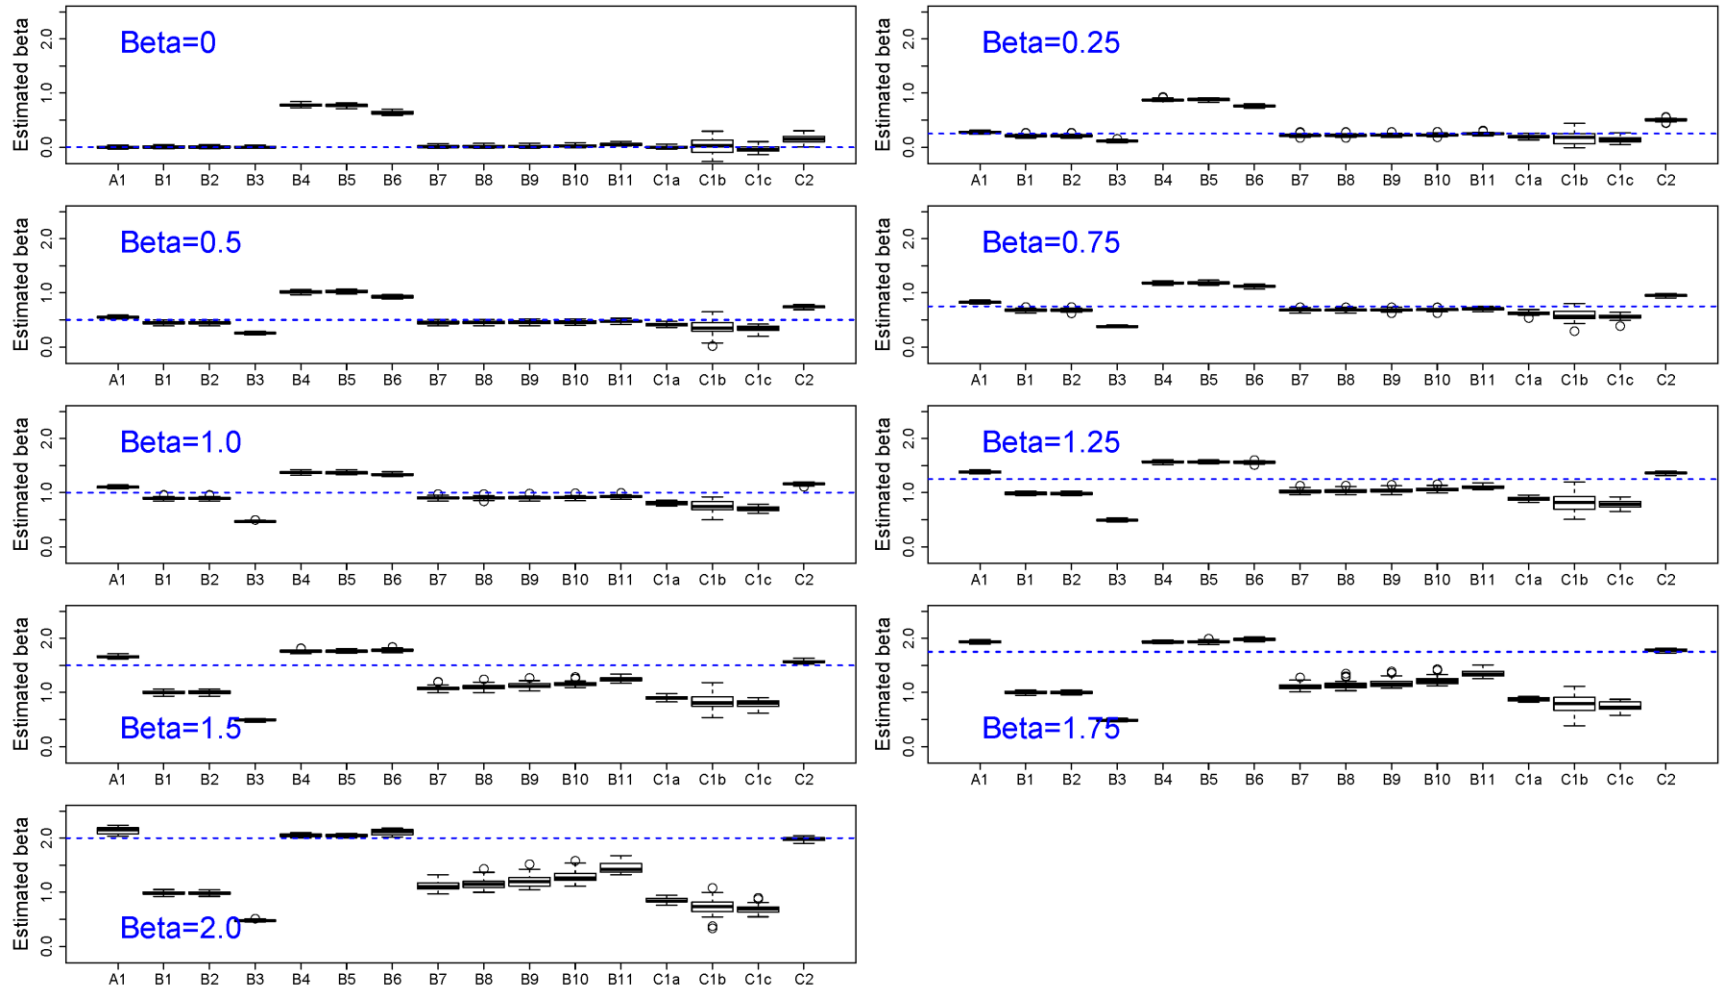 Beta=0
Estimated beta
0.0 1.0 2.0
A1 B1 B2 B3 B4 B5 B6 B7 B8 B9 B10 B11 C1a C1b C1c C2
Beta=0.25
Estimated beta
0.0 1.0 2.0
A1 B1 B2 B3 B4 B5 B6 B7 B8 B9 B10 B11 C1a C1b C1c C2
Beta=0.5
Estimated beta
0.0 1.0 2.0
A1 B1 B2 B3 B4 B5 B6 B7 B8 B9 B10 B11 C1a C1b C1c C2
Beta=0.75
Estimated beta
0.0 1.0 2.0
A1 B1 B2 B3 B4 B5 B6 B7 B8 B9 B10 B11 C1a C1b C1c C2
Beta=1.0
Estimated beta
0.0 1.0 2.0
A1 B1 B2 B3 B4 B5 B6 B7 B8 B9 B10 B11 C1a C1b C1c C2
Beta=1.25
Estimated beta
0.0 1.0 2.0
A1 B1 B2 B3 B4 B5 B6 B7 B8 B9 B10 B11 C1a C1b C1c C2
Beta=1.5
Estimated beta
0.0 1.0 2.0
A1 B1 B2 B3 B4 B5 B6 B7 B8 B9 B10 B11 C1a C1b C1c C2
Beta=1.75
Estimated beta
0.0 1.0 2.0
A1 B1 B2 B3 B4 B5 B6 B7 B8 B9 B10 B11 C1a C1b C1c C2
Beta=2.0
Estimated beta
0.0 1.0 2.0
A1 B1 B2 B3 B4 B5 B6 B7 B8 B9 B10 B11 C1a C1b C1c C2